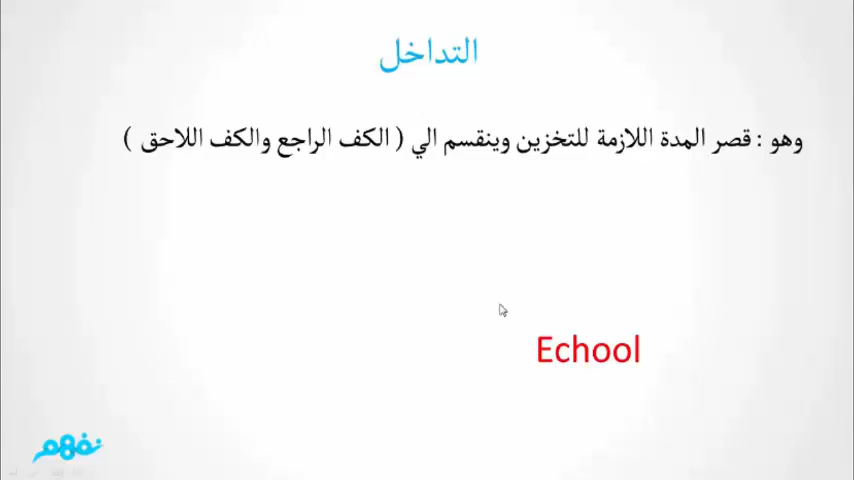 التداخل
وهو : قصر المدة اللازمة للتخزين وينقسم الي ( الكف الراجع والكف اللاحق )
Echool
نفهم